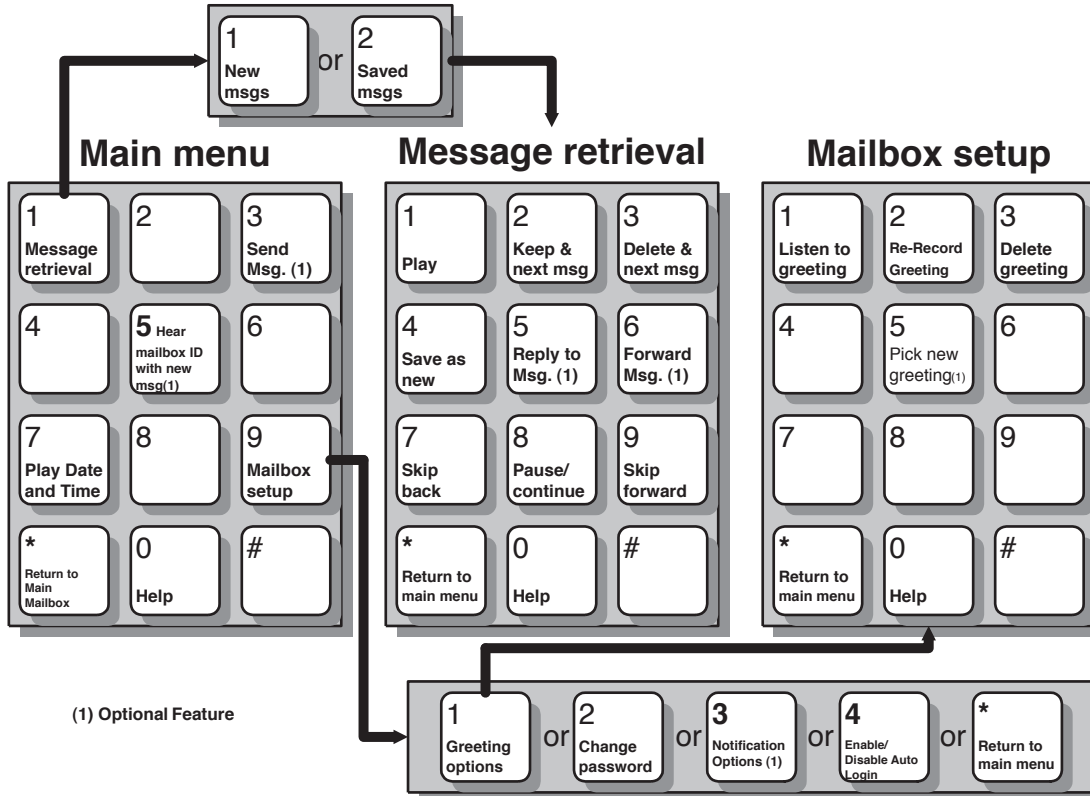 1
New
msgs
or
2
Saved
msgs
Main menu
1
Message
retrieval
2
3
Send
Msg. (1)
4
5 Hear
mailbox ID
with new
msg(1)
6
7
Play Date
and Time
8
9
Mailbox
setup
*
Return to
Main
Mailbox
0
Help
#
Message retrieval
1
Play
2
Keep &
next msg
3
Delete &
next msg
4
Save as
new
5
Reply to
Msg. (1)
6
Forward
Msg. (1)
7
Skip
back
8
Pause/
continue
9
Skip
forward
*
Return to
main menu
0
Help
#
Mailbox setup
1
Listen to
greeting
2
Re-Record
Greeting
3
Delete
greeting
4
5
Pick new
greeting(1)
6
7
8
9
*
Return to
main menu
0
Help
#
(1) Optional Feature
1
Greeting
options
or
2
Change
password
or
3
Notification
Options (1)
or
4
Enable/
Disable Auto
Login
or
*
Return to
main menu